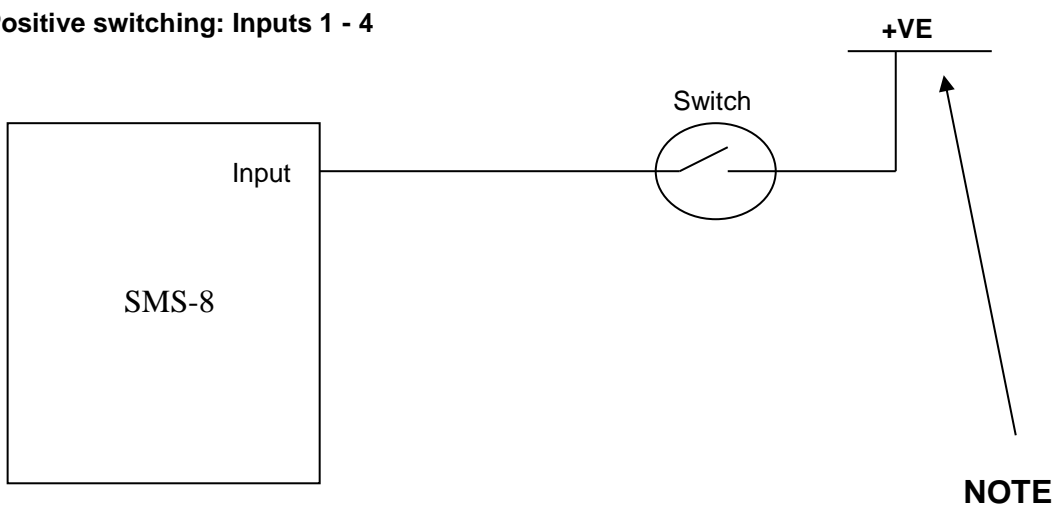 ositive switching: Inputs 1 - 4
+VE
Switch
Input
SMS-8
NOTE